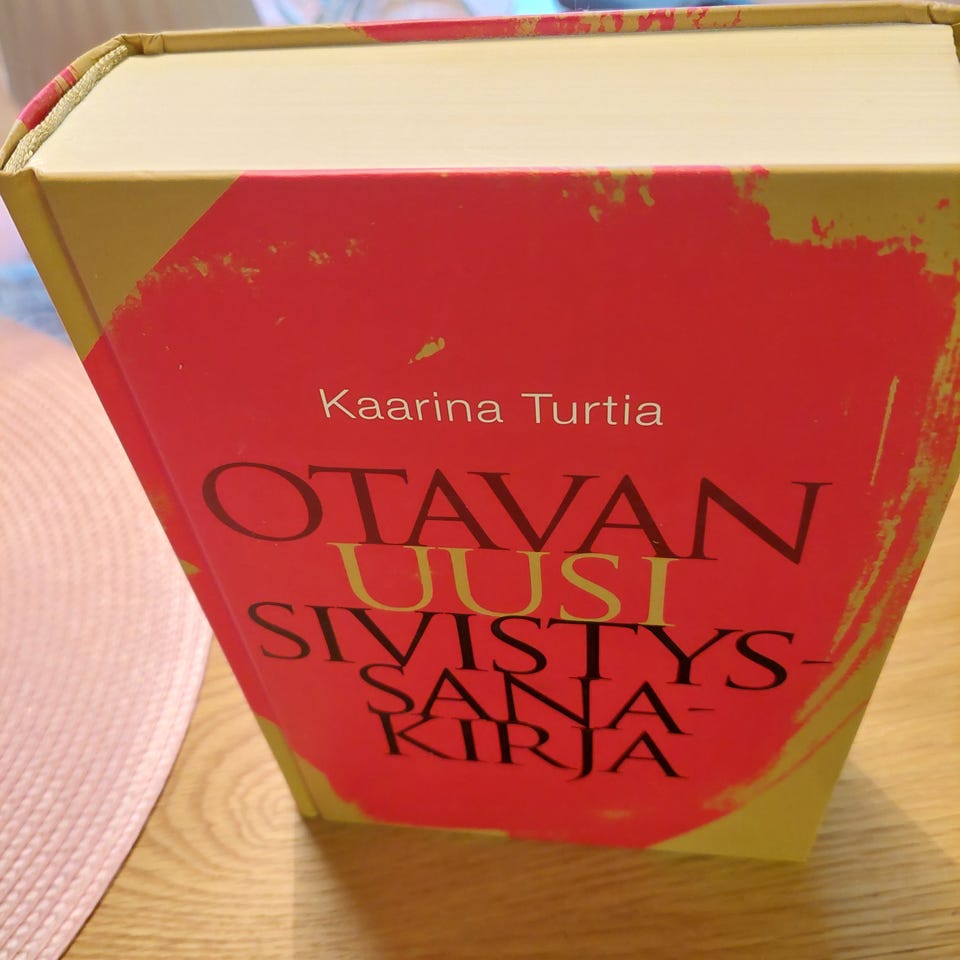 Kaarina Turtia
OTAVAN
UUSI
SIVISTYS-
SANA-
KIRJA